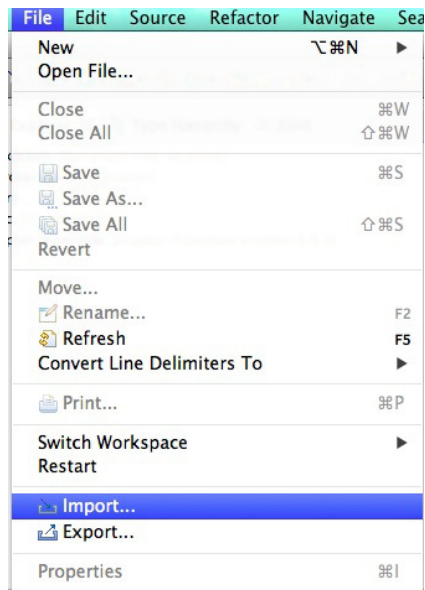 File Edit Source Refactor Navigate Sea
New ⌥⌘N ▶
Open File...
Close ⌘W
Close All ⇧⌘W
Save ⌘S
Save As...
Save All ⇧⌘S
Revert
Move...
Rename... F2
Refresh F5
Convert Line Delimiters To ▶
Print... ⌘P
Switch Workspace ▶
Restart
Import...
Export...
Properties ⌘I